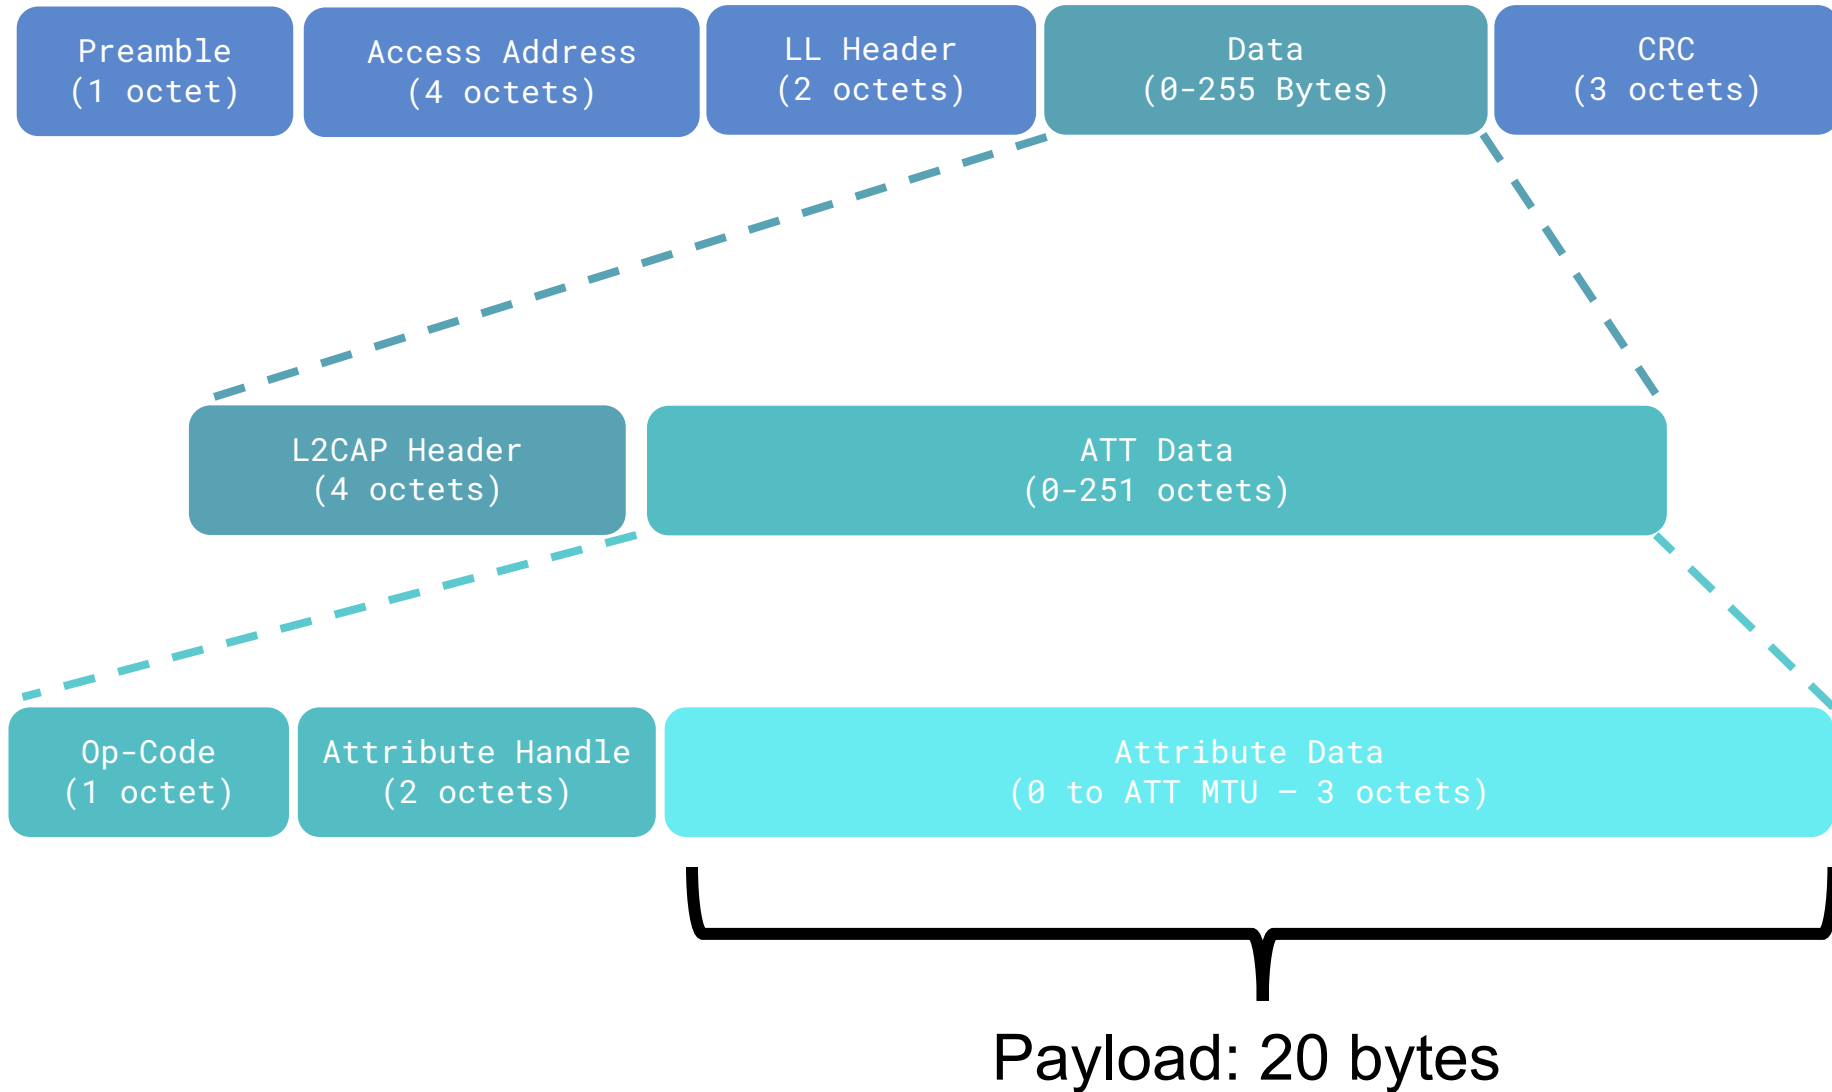 Preamble
(1 octet)
Access Address
(4 octets)
LL Header
(2 octets)
Data
(0-255 Bytes)
CRC
(3 octets)
L2CAP Header
(4 octets)
ATT Data
(0-251 octets)
Op-Code
(1 octet)
Attribute Handle
(2 octets)
Attribute Data
(0 to ATT MTU – 3 octets)
Payload: 20 bytes